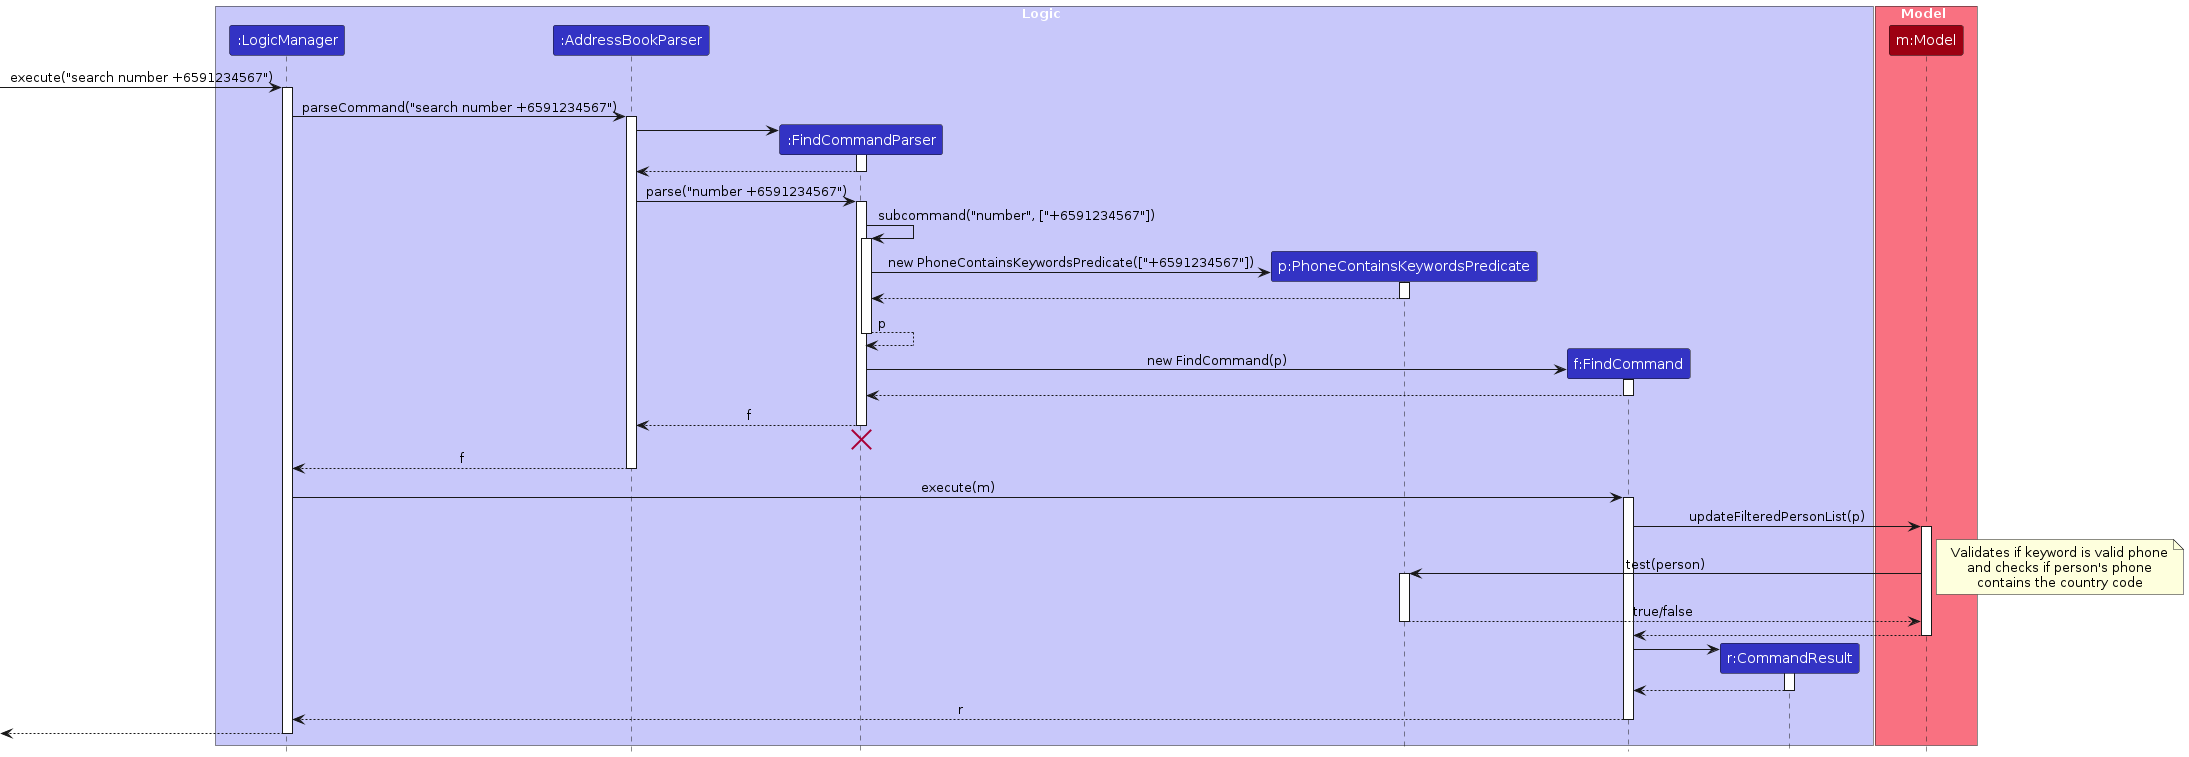 Logic
Model
:LogicManager
:AddressBookParser
m:Model
execute("search number +6591234567")
parseCommand("search number +6591234567")
:FindCommandParser
parse("number +6591234567")
subcommand("number", ["+6591234567"])
new PhoneContainsKeywordsPredicate(["+6591234567"])
p:PhoneContainsKeywordsPredicate
p
new FindCommand(p)
f:FindCommand
f
f
execute(m)
updateFilteredPersonList(p)
Validates if keyword is valid phone
and checks if person's phone
contains the country code
test(person)
true/false
r:CommandResult
r